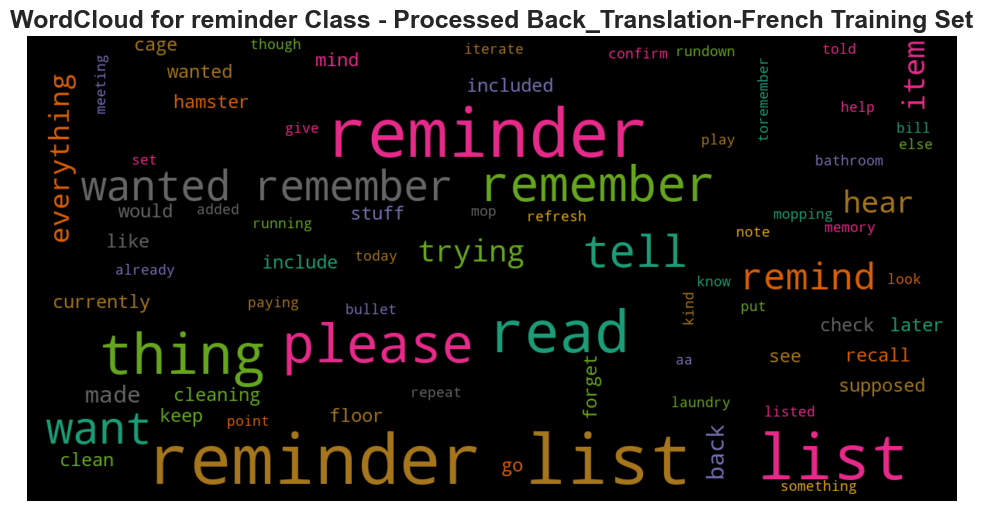 WordCloud for reminder Class - Processed Back_Translation-French Training Set
cage
though
mind
iterate
confirm
rundown
told
item
meeting
wanted
included
toremember
everything
hamster
help
give
reminder
play
bill
else
set
wanted
remember
remember
bathroom
would
added
stuff
mop
refresh
mopping
hear
running
note
memory
like
trying
tell
already
include
today
know
remind
look
currently
paying
bullet
kind
put
thing
please
read
check
later
forget
aa
see
recall
made
cleaning
repeat
supposed
want
keep
point
floor
laundry
listed
clean
reminder list
go
back
list
something